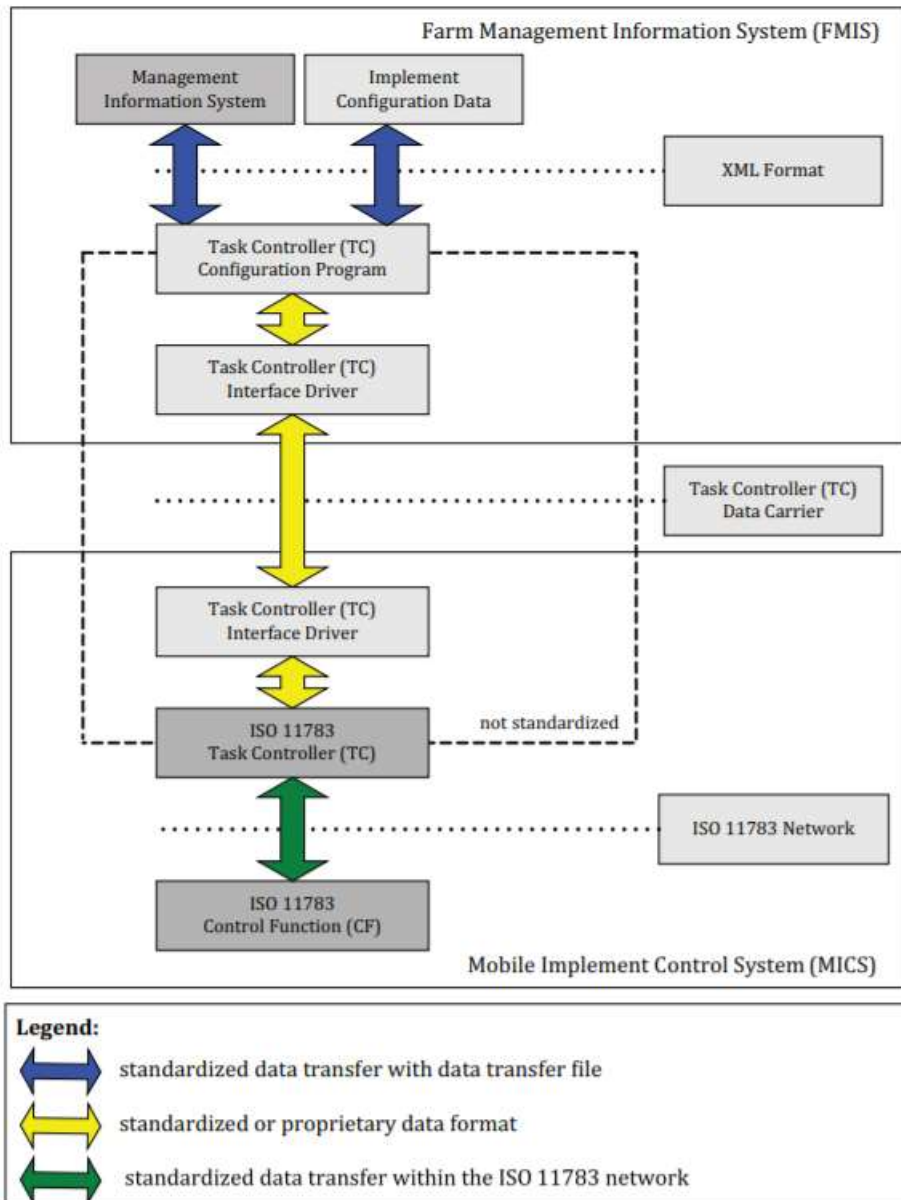 Farm Management Information System (FMIS)
Management
Information System
Implement
Configuration Data
XML Format
Task Controller (TC)
Configuration Program
Task Controller (TC)
Interface Driver
Task Controller (TC)
Data Carrier
Task Controller (TC)
Interface Driver
ISO 11783
Task Controller (TC)
not standardized
ISO 11783 Network
ISO 11783
Control Function (CF)
Mobile Implement Control System (MICS)
Legend:
standardized data transfer with data transfer file
standardized or proprietary data format
standardized data transfer within the ISO 11783 network